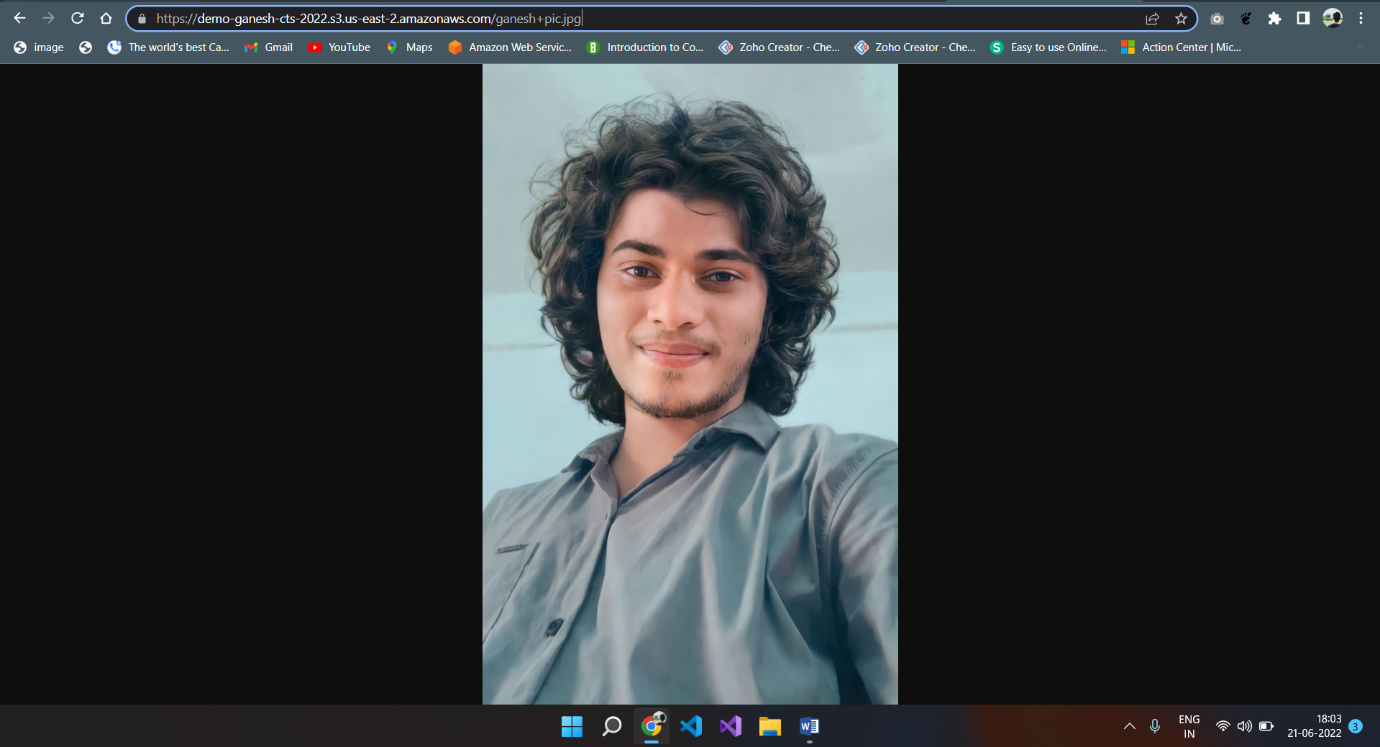 https://demo-ganesh-cts-2022.s3.us-east-2.amazonaws.com/ganesh+pic.jpg
image The world's best Ca... Gmail YouTube Maps Amazon Web Servic... Introduction to Co... Zoho Creator - Che... Zoho Creator - Che... Easy to use Online... Action Center | Mic...
ENG 18:03
IN 21-06-2022 3